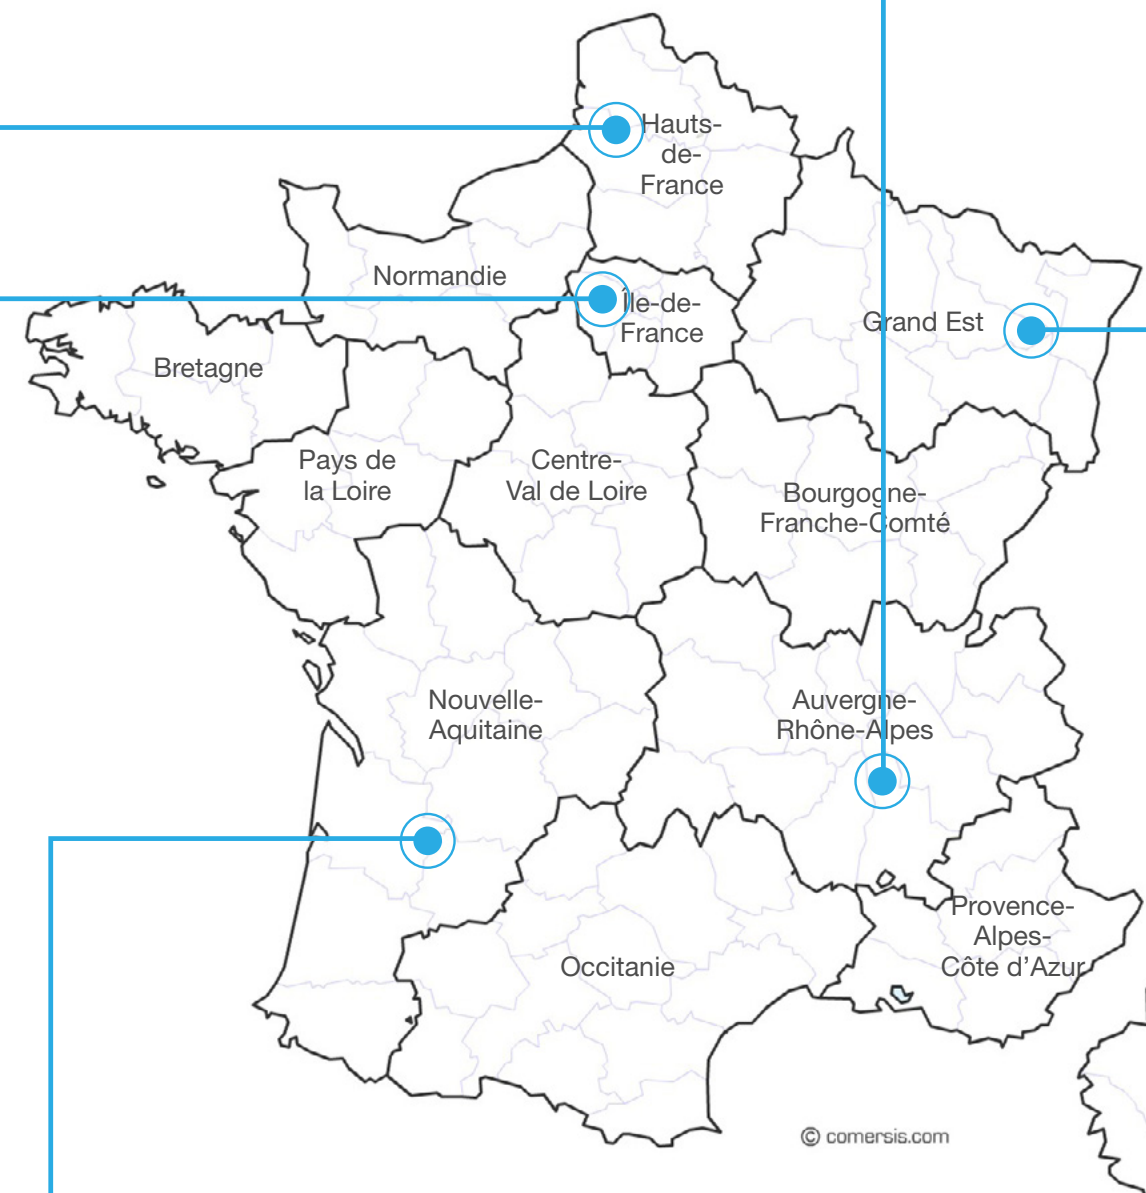 Hauts-
de-
France
Normandie
Île-de-
France
Grand Est
Bretagne
Pays de
la Loire
Centre-
Val de Loire
Bourgogne-
Franche-Comté
Nouvelle-
Aquitaine
Auvergne-
Rhône-Alpes
Provence-
Alpes-
Côte d'Azur
Occitanie
© comersis.com